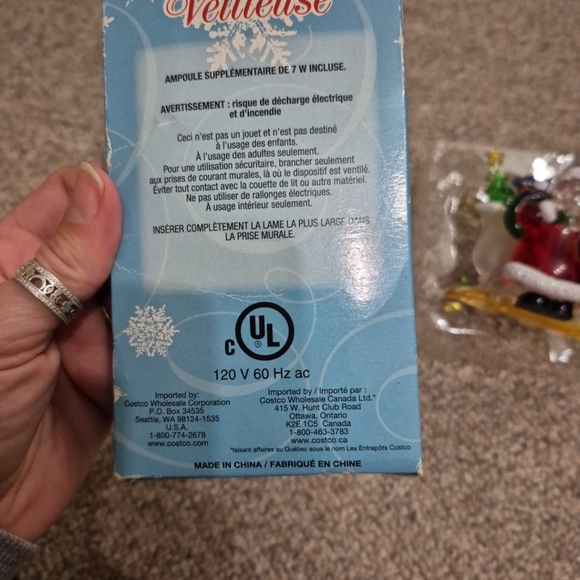 Veilleuse
AMPOULE SUPPLÉMENTAIRE DE 7 W INCLUSE.
AVERTISSEMENT : risque de décharge électrique
et d'incendie
Ceci n'est pas un jouet et n'est pas destiné
à l'usage des enfants.
À l'usage des adultes seulement.
Pour une utilisation sécuritaire, brancher seulement
aux prises de courant murales, là où le dispositif est ventilé.
Éviter tout contact avec la couette de lit ou autre matériel.
Ne pas utiliser de rallonges électriques.
À usage intérieur seulement.
INSÉRER COMPLÈTEMENT LA LAME LA PLUS LARGE DANS
LA PRISE MURALE.
C UL ®
120 V 60 Hz ac
Imported by :
Costco Wholesale Corporation
P.O. Box 34535
Seattle, WA 98124-1535
U.S.A.
1-800-774-2678
www.costco.com
Imported by / Importé par :
Costco Wholesale Canada Ltd.*
415 W. Hunt Club Road
Ottawa, Ontario
K2E 1C5 Canada
1-800-463-3783
www.costco.ca
*faisant affaires au Québec sous le nom Les Entrepôts Costco
MADE IN CHINA / FABRIQUÉ EN CHINE